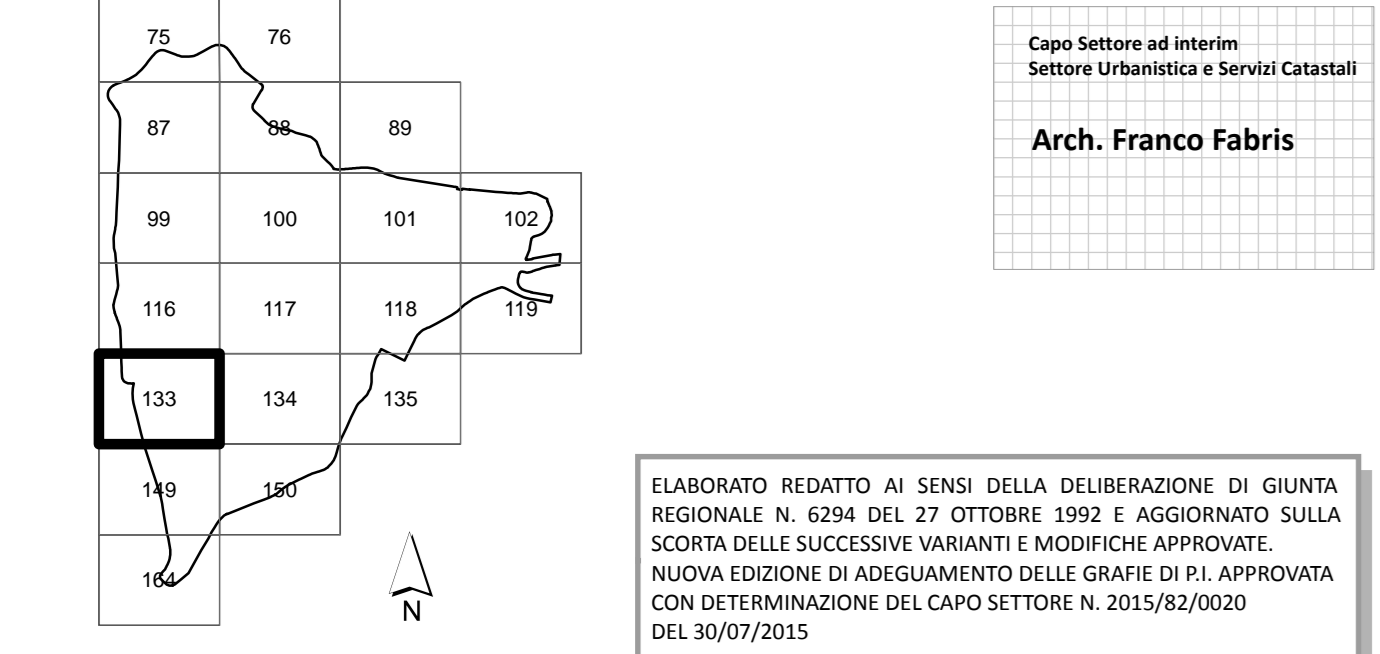 75 76
87 88 89
99 100 101 102
116 117 118 119
133 134 135
149 150
164
N
Capo Settore ad interim
Settore Urbanistica e Servizi Catastali
Arch. Franco Fabris
ELABORATO REDATTO AI SENSI DELLA DELIBERAZIONE DI GIUNTA
REGIONALE N. 6294 DEL 27 OTTOBRE 1992 E AGGIORNATO SULLA
SCORTA DELLE SUCCESSIVE VARIANTI E MODIFICHE APPROVATE.
NUOVA EDIZIONE DI ADEGUAMENTO DELLE GRAFIE DI P.I. APPROVATA
CON DETERMINAZIONE DEL CAPO SETTORE N. 2015/82/0020
DEL 30/07/2015